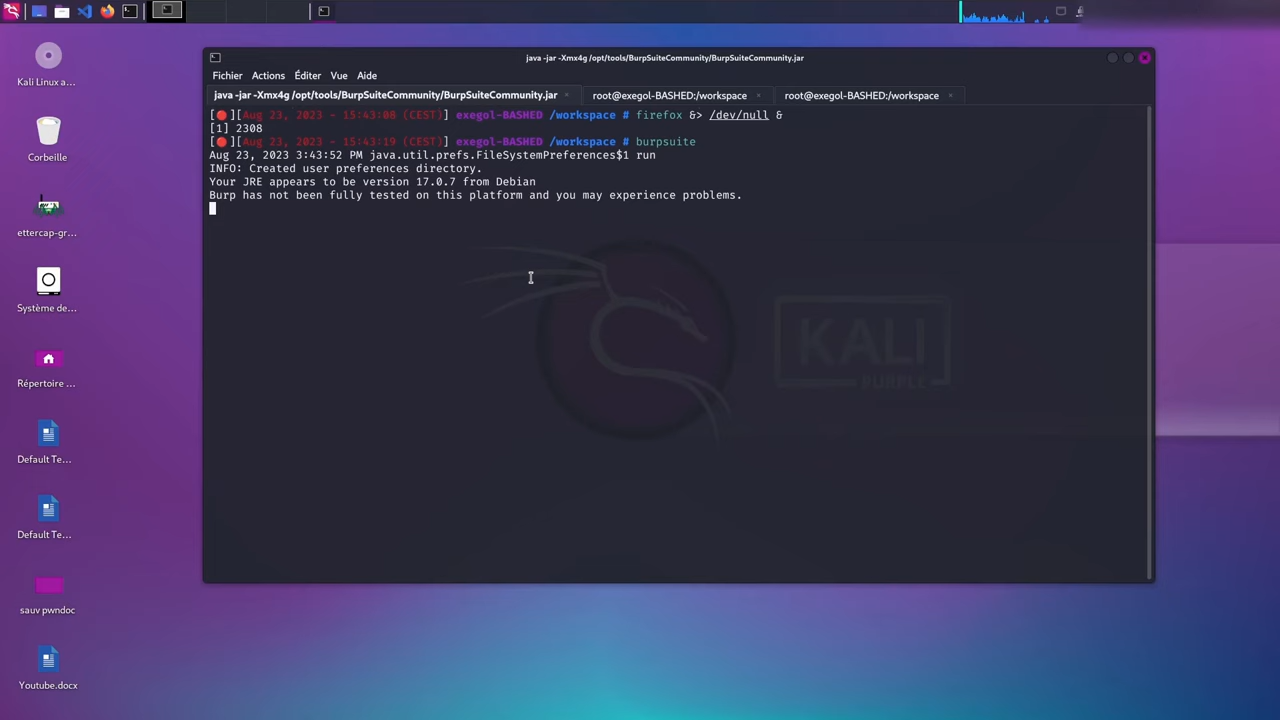 java -jar -Xmx4g /opt/tools/BurpSuiteCommunity/BurpSuiteCommunity.jar
Fichier Actions Éditer Vue Aide
java -jar -Xmx4g /opt/tools/BurpSuiteCommunity/BurpSuiteCommunity.jar root@exegol-BASHED:/workspace root@exegol-BASHED:/workspace
[🔴][Aug 23, 2023 - 15:43:08 (CEST)] exegol-BASHED /workspace # firefox &> /dev/null &
[1] 2308
[🔴][Aug 23, 2023 - 15:43:19 (CEST)] exegol-BASHED /workspace # burpsuite
Aug 23, 2023 3:43:52 PM java.util.prefs.FileSystemPreferences$1 run
INFO: Created user preferences directory.
Your JRE appears to be version 17.0.7 from Debian
Burp has not been fully tested on this platform and you may experience problems.
KALI
PURPLE
Kali Linux a...
Corbeille
ettercap-gr...
Système de...
Répertoire ...
Default Te...
Default Te...
sauv pwndoc
Youtube.docx